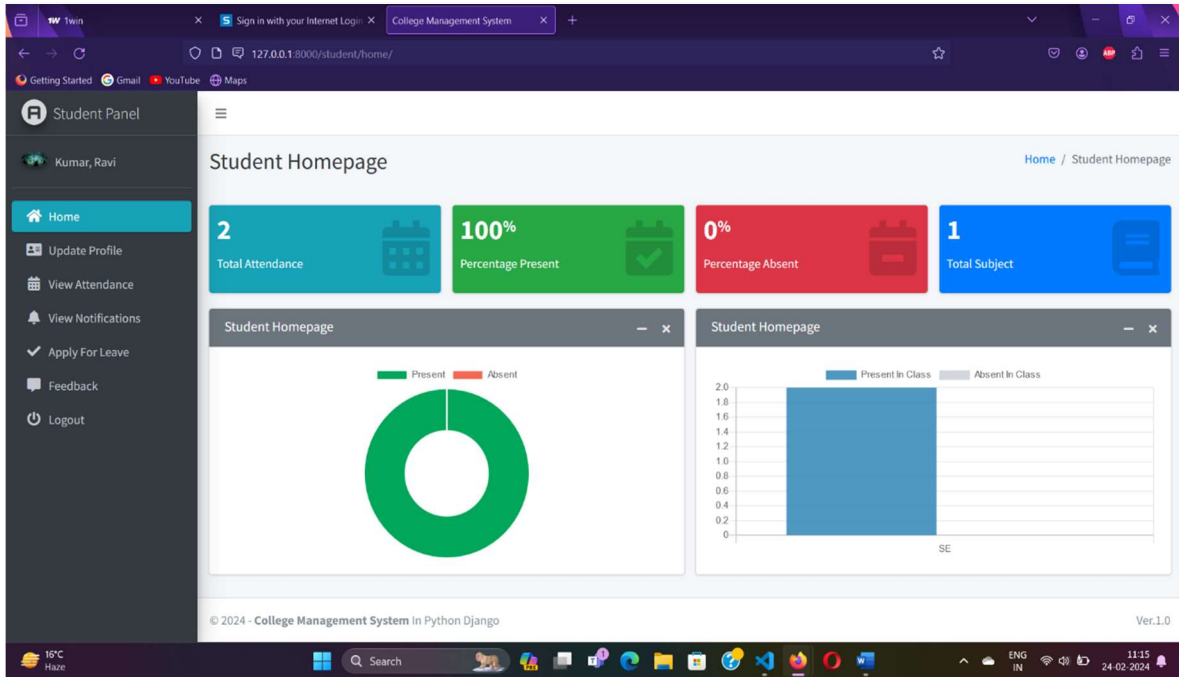 1W 1win
S Sign in with your Internet Login
College Management System
127.0.0.1:8000/student/home/
Getting Started Gmail YouTube Maps
Student Panel
Kumar, Ravi
Home
Update Profile
View Attendance
View Notifications
Apply For Leave
Feedback
Logout
Student Homepage
Home / Student Homepage
2
Total Attendance
100%
Percentage Present
0%
Percentage Absent
1
Total Subject
Student Homepage
Present Absent
Student Homepage
Present In Class Absent In Class
2.0
1.8
1.6
1.4
1.2
1.0
0.8
0.6
0.4
0.2
0
SE
© 2024 - College Management System In Python Django
Ver.1.0
16°C
Haze
Search
ENG
IN
11:15
24-02-2024